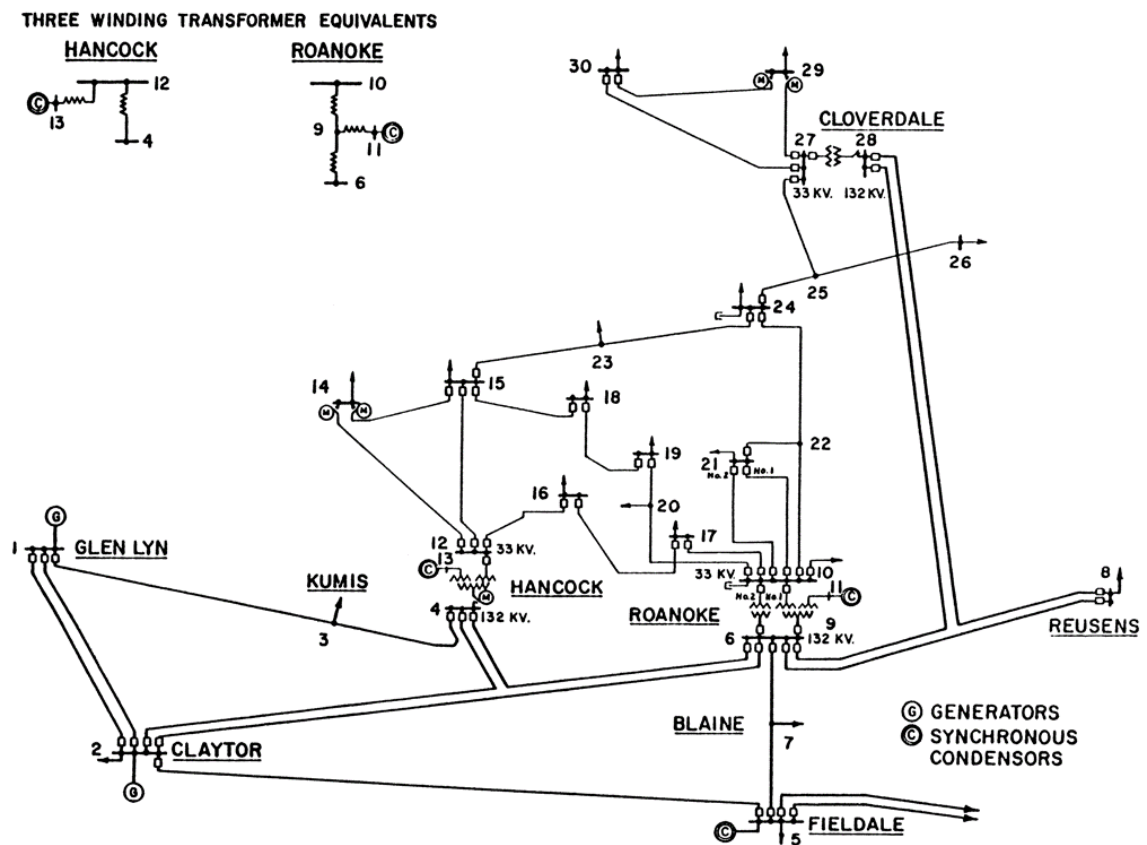 THREE WINDING TRANSFORMER EQUIVALENTS
HANCOCK
ROANOKE
12
10
C
13
4
9
C
11
6
30
29
M
M
CLOVERDALE
27
28
33 KV.
132 KV.
26
25
24
23
14
15
M
M
18
22
19
21
No.2
No.1
16
20
17
G
1
GLEN LYN
12
33 KV.
13
C
HANCOCK
33 KV.
10
KUMIS
M
No.2
No.1
11
C
8
4
132 KV.
ROANOKE
9
3
6
132 KV.
REUSENS
BLAINE
7
G GENERATORS
C SYNCHRONOUS
CONDENSORS
2
CLAYTOR
G
C
5
FIELDALE